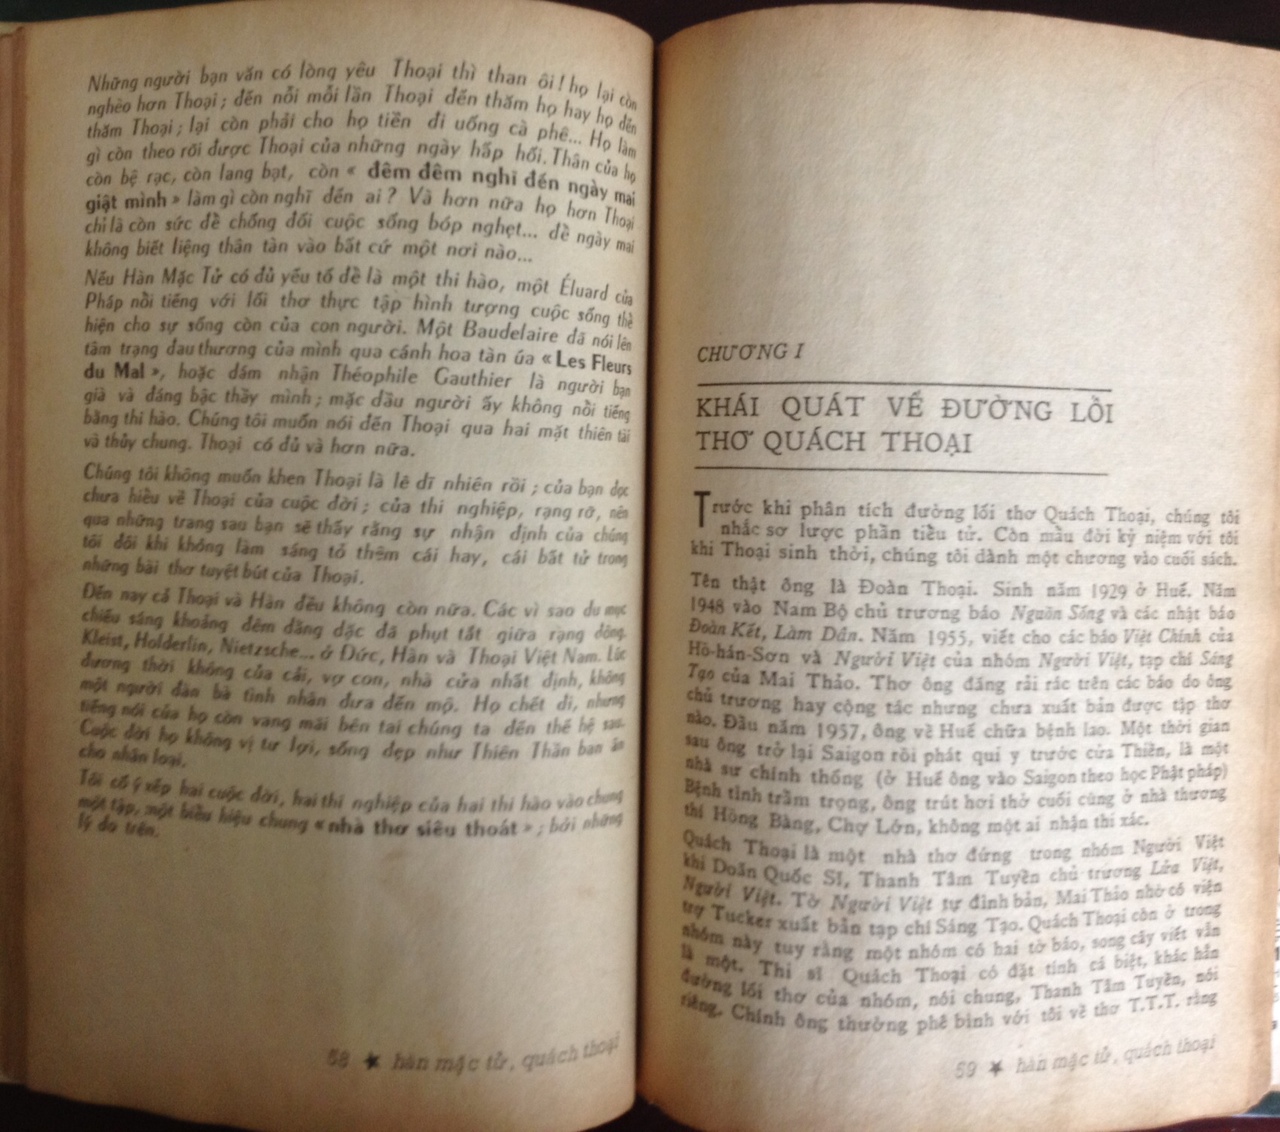 Những người bạn văn có lòng yêu Thoại thì than ôi! họ lại còn
nghèo hơn Thoại; đến nỗi mỗi lần Thoại đến thăm họ hay họ đến
thăm Thoại; lại còn phải cho họ tiền đi uống cà phê... Họ làm
gì còn theo rõi được Thoại của những ngày hấp hối. Thân của họ
còn bệ rạc, còn lang bạt, còn « đêm đêm nghĩ đến ngày mai
giật mình » làm gì còn nghĩ đến ai? Và hơn nữa họ hơn Thoại
chỉ là còn sức để chống đối cuộc sống bóp nghẹt... để ngày mai
không biết liệng thân tàn vào bất cứ một nơi nào...
Nếu Hàn Mặc Tử có đủ yếu tố để là một thi hào, một Éluard của
Pháp nổi tiếng với lối thơ thực tập hình tượng cuộc sống thể
hiện cho sự sống còn của con người. Một Baudelaire đã nói lên
tâm trạng đau thương của mình qua cánh hoa tàn úa « Les Fleurs
du Mal », hoặc dám nhận Théophile Gauthier là người bạn
già và đáng bậc thầy mình; mặc dầu người ấy không nổi tiếng
bằng thi hào. Chúng tôi muốn nói đến Thoại qua hai mặt thiên tài
và thủy chung. Thoại có đủ và hơn nữa.
Chúng tôi không muốn khen Thoại là lẽ dĩ nhiên rồi; của bạn đọc
chưa hiểu về Thoại của cuộc đời; của thi nghiệp, rạng rỡ, nên
qua những trang sau bạn sẽ thấy rằng sự nhận định của chúng
tôi đôi khi không làm sáng tỏ thêm cái hay, cái bất tử trong
những bài thơ tuyệt bút của Thoại.
Đến nay cả Thoại và Hàn đều không còn nữa. Các vì sao du mục
chiếu sáng khoảng đêm dằng dặc đã phụt tắt giữa rạng đông.
Kleist, Holderlin, Nietzsche... ở Đức, Hàn và Thoại Việt Nam. Lúc
đương thời không của cải, vợ con, nhà cửa nhất định, không
một người đàn bà tình nhân đưa đến mộ. Họ chết đi, nhưng
tiếng nói của họ còn vang mãi bên tai chúng ta đến thế hệ sau.
Cuộc đời họ không vị tư lợi, sống đẹp như Thiên Thần ban ân
cho nhân loại.
Tôi cố ý xếp hai cuộc đời, hai thi nghiệp của hai thi hào vào chung
một tập, một biểu hiệu chung « nhà thơ siêu thoát »; bởi những
lý do trên.
58 ★ hàn mặc tử, quách thoại
CHƯƠNG I
KHÁI QUÁT VỀ ĐƯỜNG LỐI
THƠ QUÁCH THOẠI
Trước khi phân tích đường lối thơ Quách Thoại, chúng tôi
nhắc sơ lược phần tiểu tử. Còn mẩu đời kỷ niệm với tôi
khi Thoại sinh thời, chúng tôi dành một chương vào cuối sách.
Tên thật ông là Đoàn Thoại. Sinh năm 1929 ở Huế. Năm
1948 vào Nam Bộ chủ trương báo Nguồn Sống và các nhật báo
Đoàn Kết, Làm Dân. Năm 1955, viết cho các báo Việt Chính của
Hồ-hán-Sơn và Người Việt của nhóm Người Việt, tạp chí Sáng
Tạo của Mai Thảo. Thơ ông đăng rải rác trên các báo do ông
chủ trương hay cộng tác nhưng chưa xuất bản được tập thơ
nào. Đầu năm 1957, ông về Huế chữa bệnh lao. Một thời gian
sau ông trở lại Saigon rồi phát qui y trước cửa Thiền, là một
nhà sư chính thống (ở Huế ông vào Saigon theo học Phật pháp)
Bệnh tình trầm trọng, ông trút hơi thở cuối cùng ở nhà thương
thí Hồng Bàng, Chợ Lớn, không một ai nhận thi xác.
Quách Thoại là một nhà thơ đứng trong nhóm Người Việt
khi Doãn Quốc Sĩ, Thanh Tâm Tuyền chủ trương Lửa Việt,
Người Việt. Tờ Người Việt tự đình bản, Mai Thảo nhờ có viện
trợ Tucker xuất bản tạp chí Sáng Tạo. Quách Thoại còn ở trong
nhóm này tuy rằng một nhóm có hai tờ báo, song cây viết vẫn
là một. Thi sĩ Quách Thoại có đặt tính cá biệt, khác hẳn
đường lối thơ của nhóm, nói chung, Thanh Tâm Tuyền, nói
riêng. Chính ông thường phê bình với tôi về thơ T.T.T. rằng
59 ★ hàn mặc tử, quách thoại